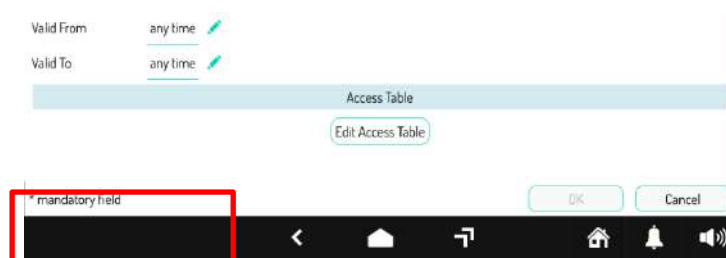 Valid From any time
Valid To any time
Access Table
Edit Access Table
* mandatory field OK Cancel